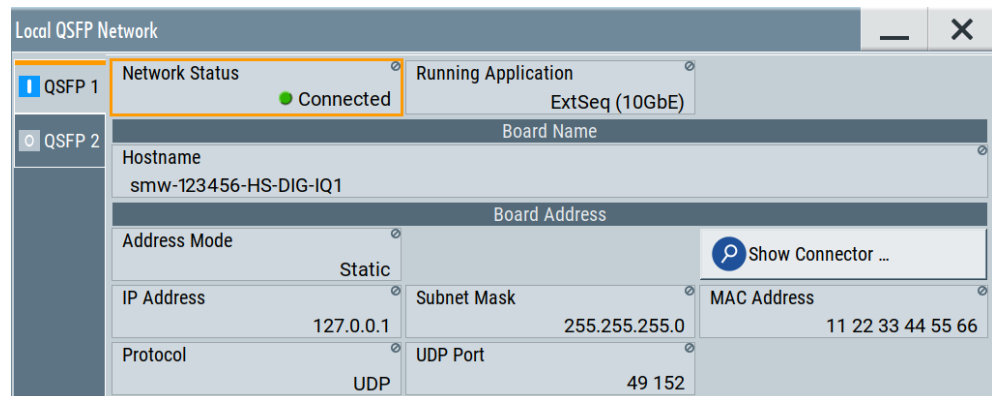 Local QSFP Network
QSFP 1
QSFP 2
Network Status
Connected
Running Application
ExtSeq (10GbE)
Board Name
Hostname
smw-123456-HS-DIG-IQ1
Board Address
Address Mode
Static
Show Connector ...
IP Address
127.0.0.1
Subnet Mask
255.255.255.0
MAC Address
11 22 33 44 55 66
Protocol
UDP
UDP Port
49 152